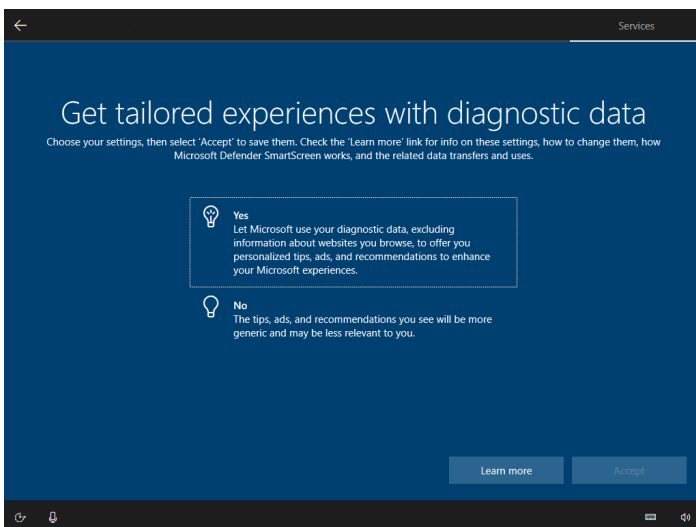 Services
Get tailored experiences with diagnostic data
Choose your settings, then select 'Accept' to save them. Check the 'Learn more' link for info on these settings, how to change them, how
Microsoft Defender SmartScreen works, and the related data transfers and uses.
Yes
Let Microsoft use your diagnostic data, excluding
information about websites you browse, to offer you
personalized tips, ads, and recommendations to enhance
your Microsoft experiences.
No
The tips, ads, and recommendations you see will be more
generic and may be less relevant to you.
Learn more
Accept